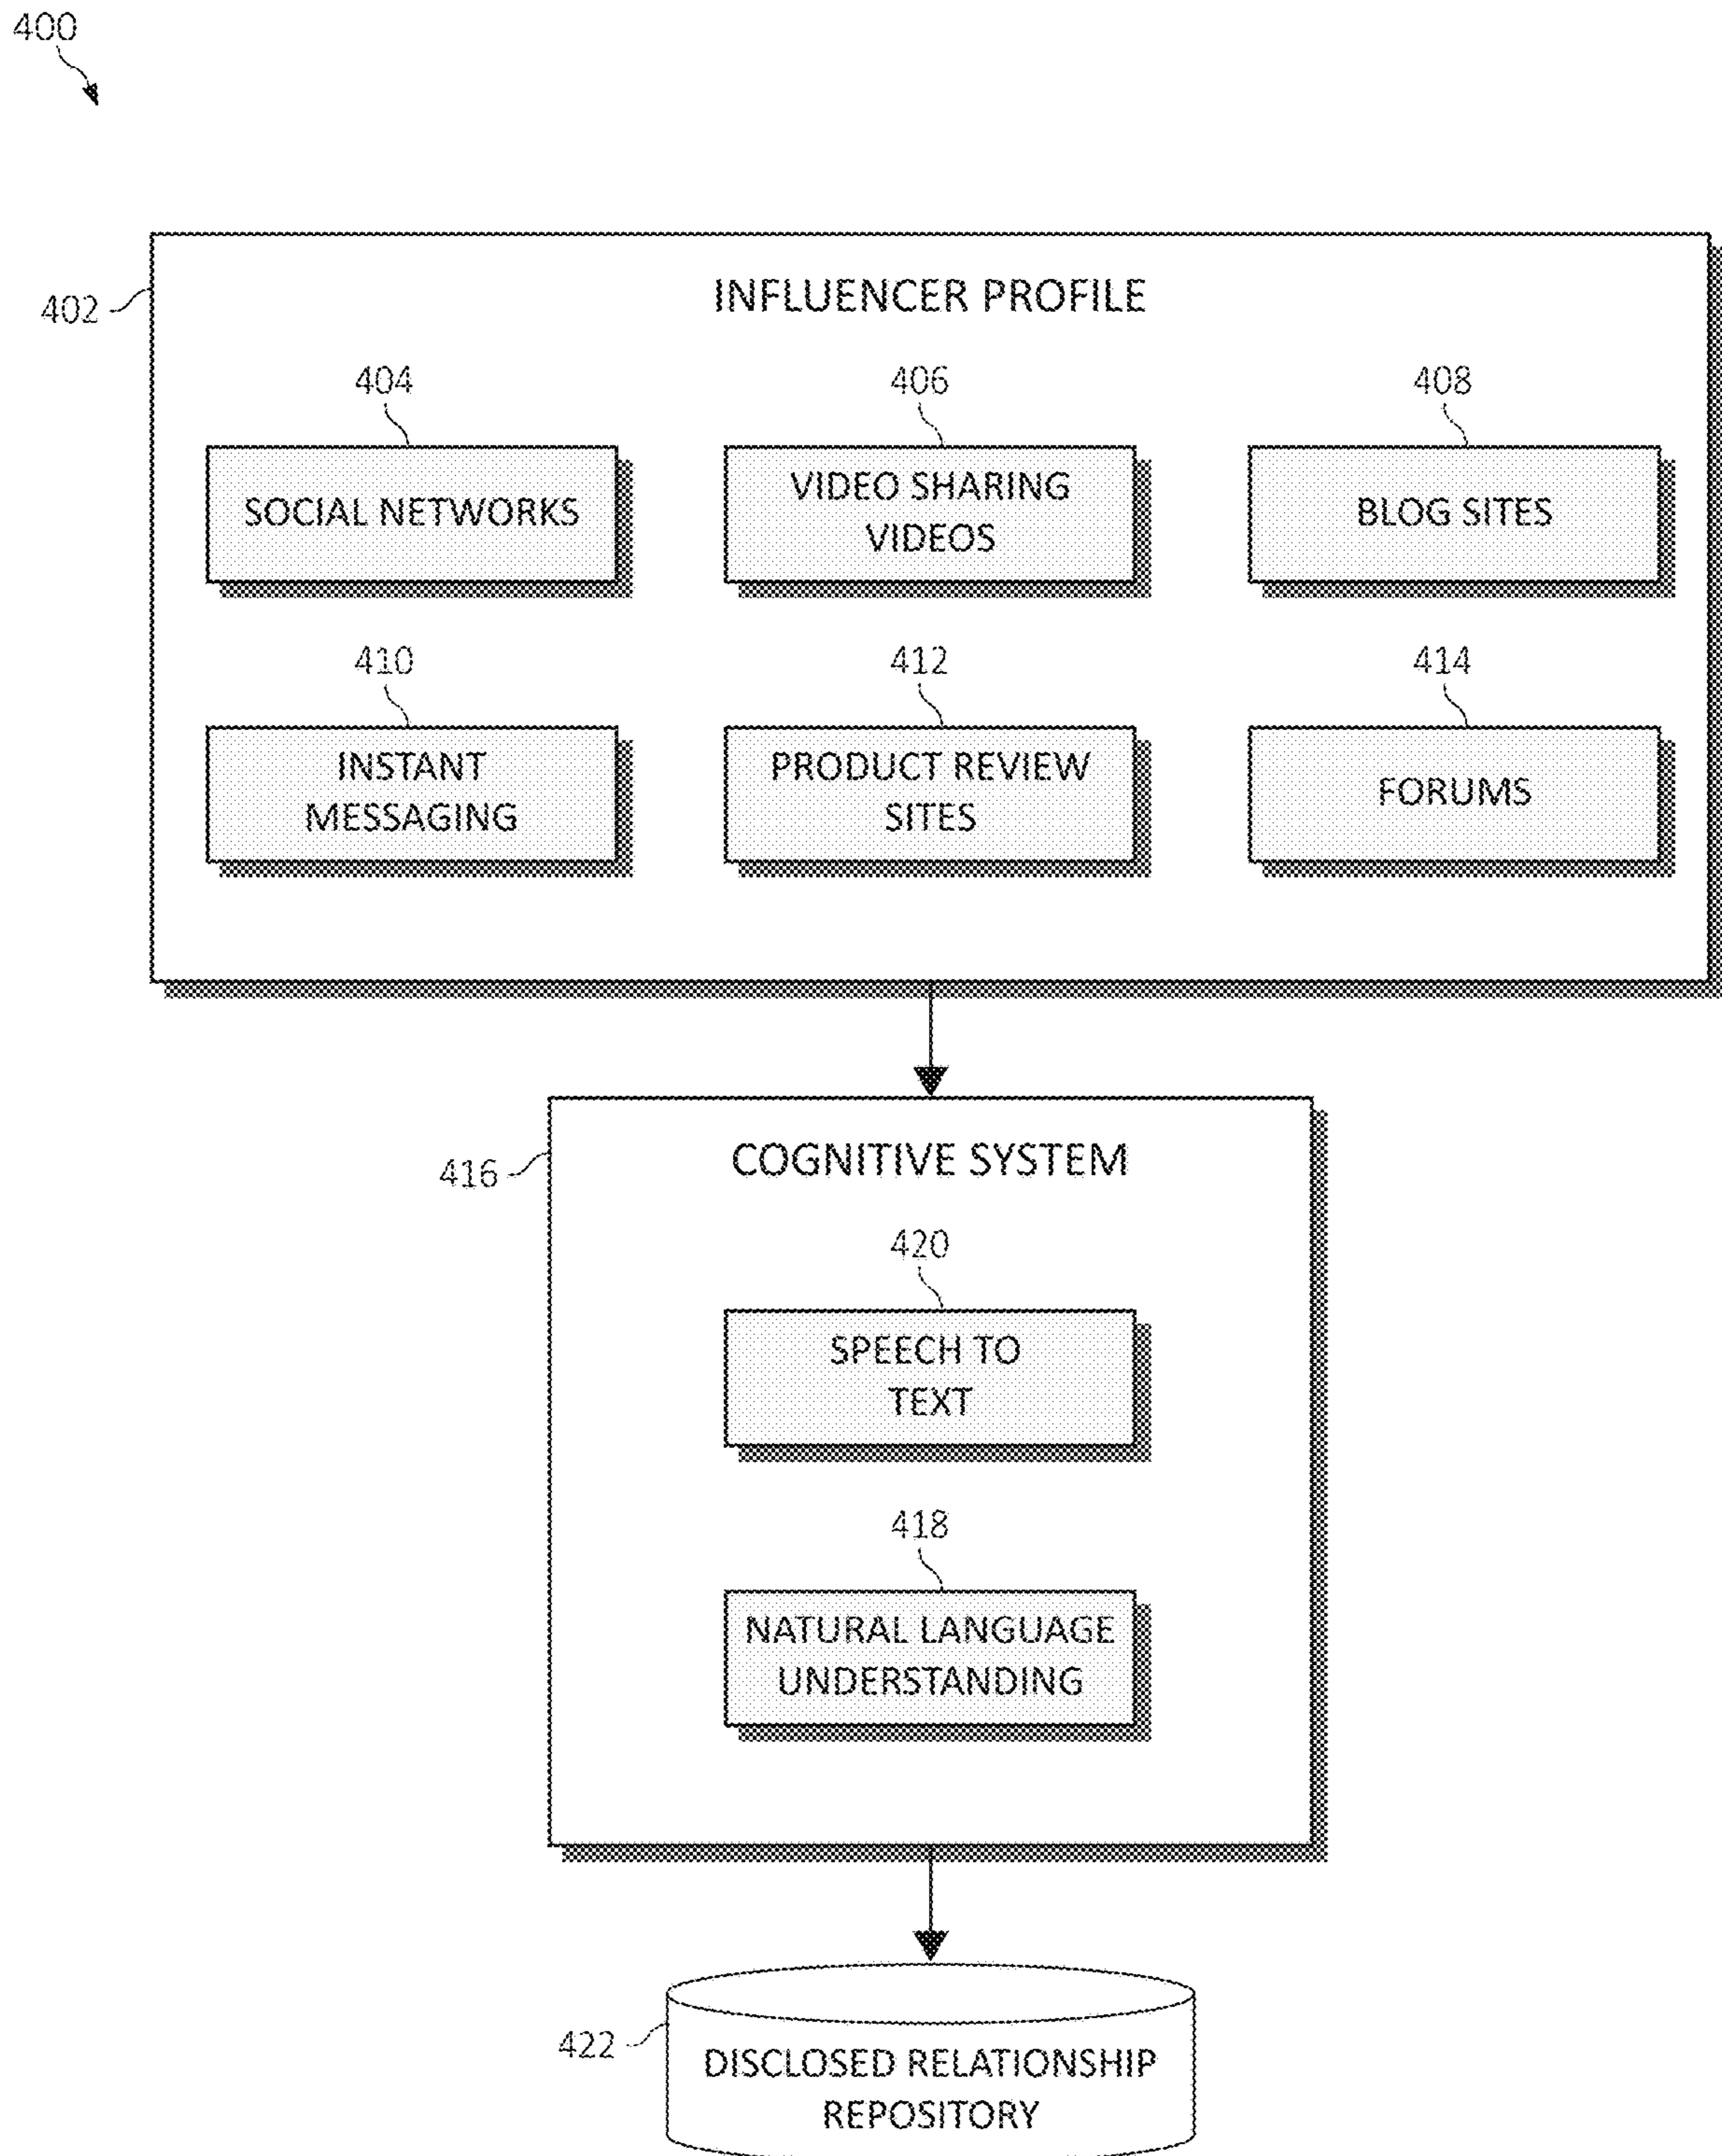 400
INFLUENCER PROFILE
402
404
406
408
SOCIAL NETWORKS
VIDEO SHARING
VIDEOS
BLOG SITES
410
412
414
INSTANT
MESSAGING
PRODUCT REVIEW
SITES
FORUMS
COGNITIVE SYSTEM
416
420
SPEECH TO
TEXT
418
NATURAL LANGUAGE
UNDERSTANDING
422
DISCLOSED RELATIONSHIP
REPOSITORY